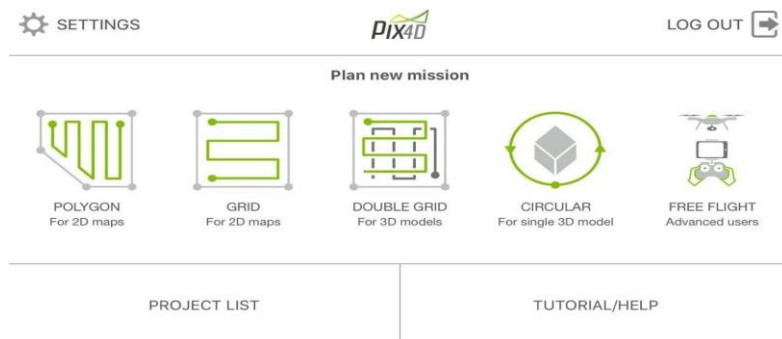 SETTINGS
PIX4D
LOG OUT
Plan new mission
POLYGON
For 2D maps
GRID
For 2D maps
DOUBLE GRID
For 3D models
CIRCULAR
For single 3D model
FREE FLIGHT
Advanced users
PROJECT LIST
TUTORIAL/HELP